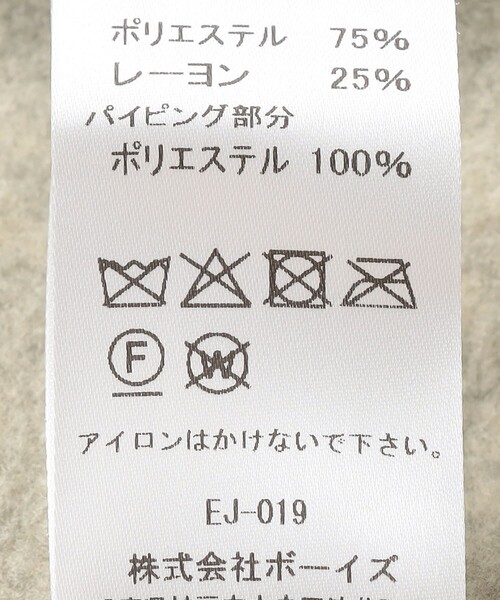 ポリエステル 75%
レーヨン 25%
パイピング部分
ポリエステル 100%
F W
アイロンはかけないで下さい。
EJ-019
株式会社ボーイズ